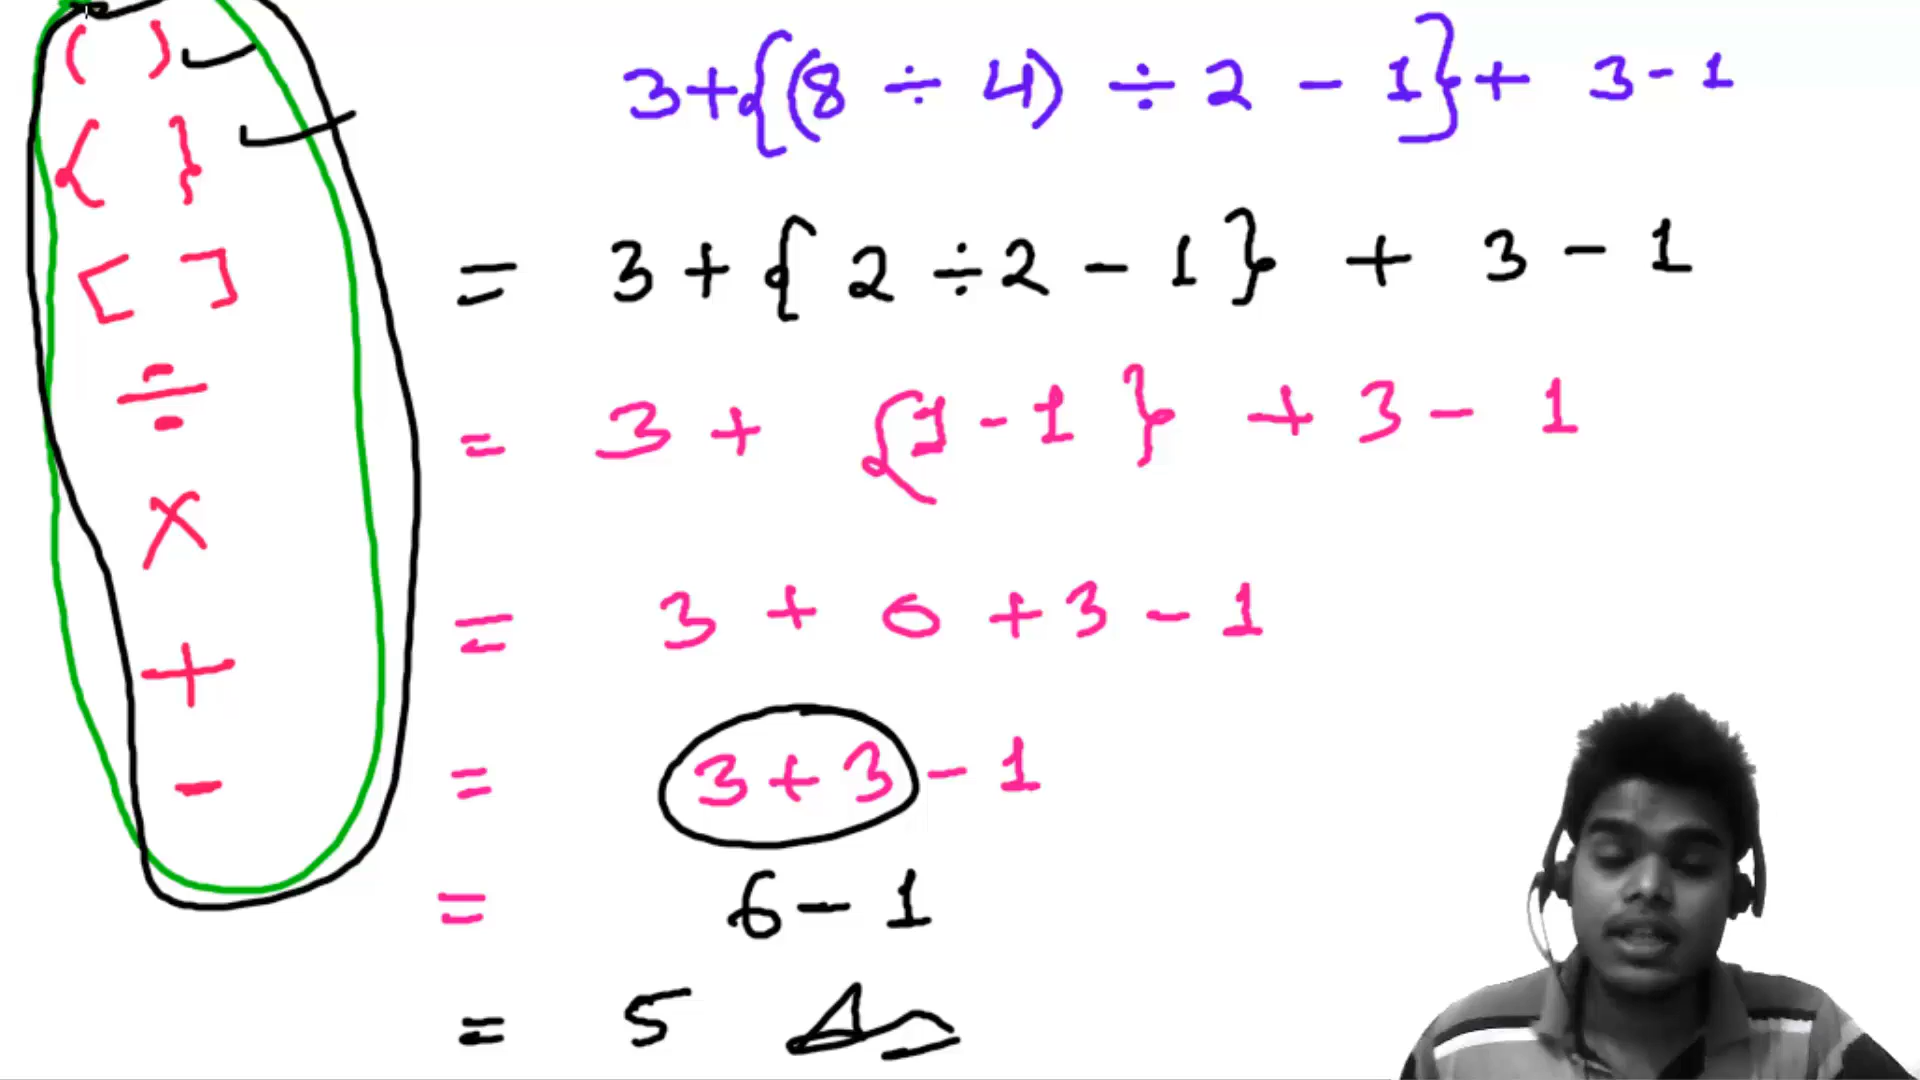 ( )
{ }
[ ]
÷
×
+
-
3+{(8 ÷ 4) ÷ 2 - 1}+ 3-1
= 3+{ 2 ÷2 - 1} + 3 - 1
= 3 + {1-1} + 3 - 1
= 3 + 0 + 3 - 1
= 3+3 - 1
= 6 - 1
= 5 An